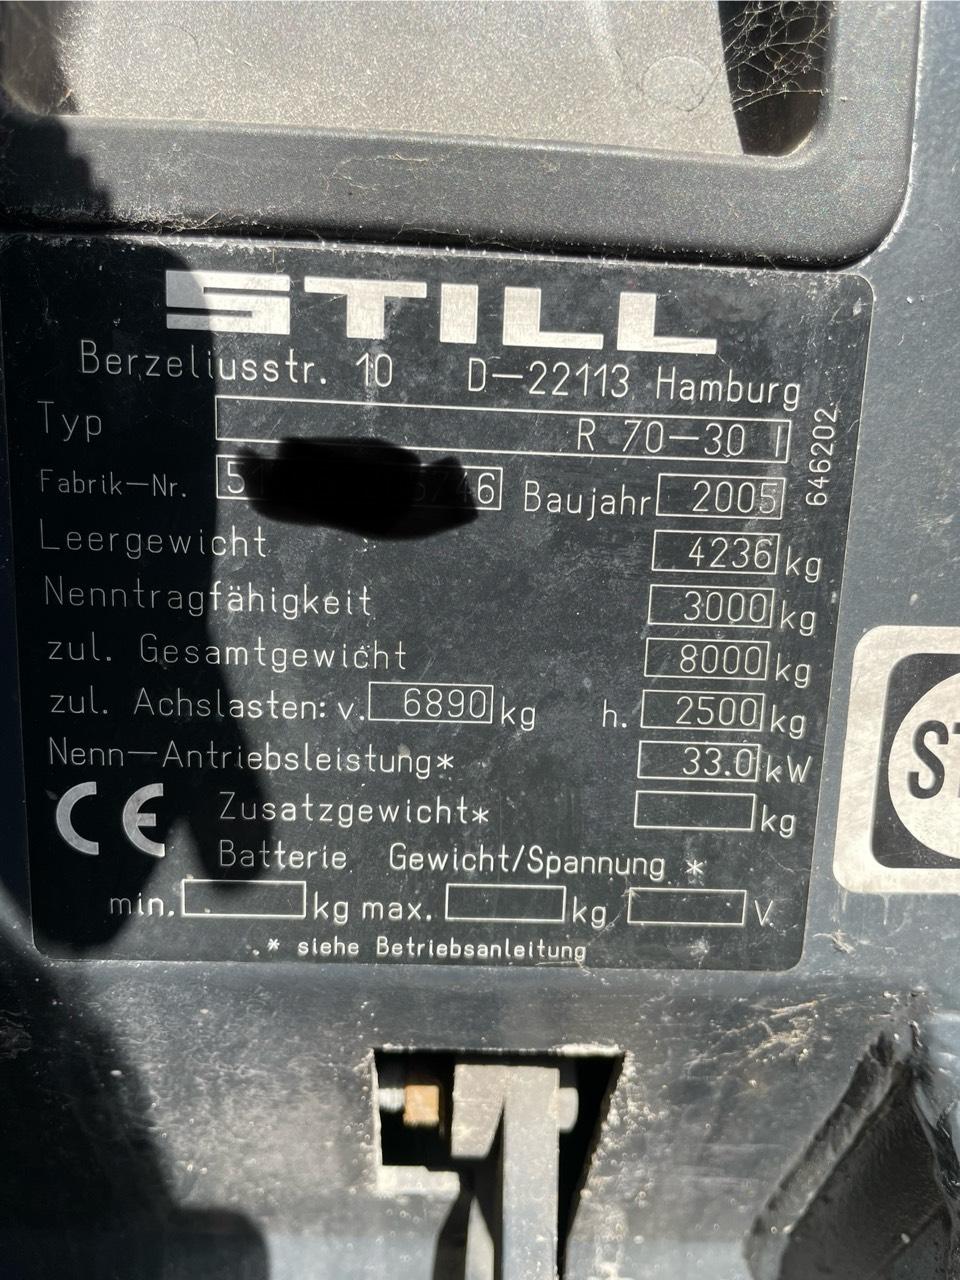 STILL
Berzeliusstr. 10 D-22113 Hamburg
Typ R 70-30 I
Fabrik-Nr. Baujahr 2005
Leergewicht 4236 kg
Nenntragfähigkeit 3000 kg
zul. Gesamtgewicht 8000 kg
zul. Achslasten: v. 6890 kg h. 2500 kg
Nenn-Antriebsleistung* 33.0 kW
CE Zusatzgewicht* kg
Batterie Gewicht/Spannung *
min. kg max. kg V
* siehe Betriebsanleitung
646202